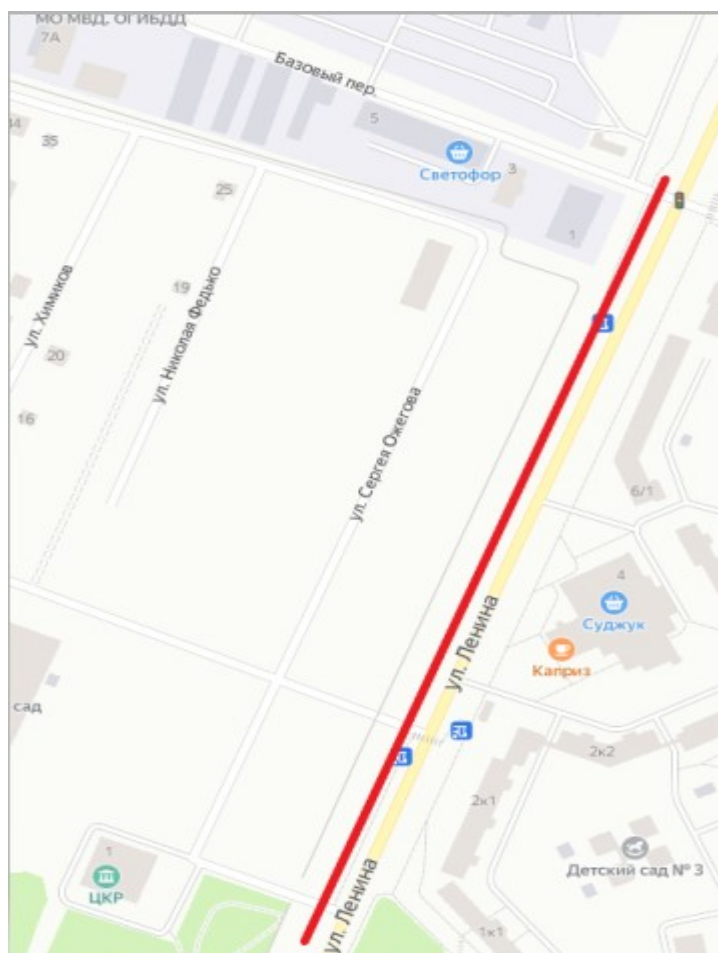 МО МВД, ОГИБДД
7А
Базовый пер.
5
Светофор
3
1
44
35
25
ул. Химиков
19
ул. Николая Федько
20
16
ул. Сергея Ожегова
6/1
4
Суджук
Каприз
ул. Ленина
сад
2к2
2к1
1
ЦКР
Детский сад № 3
ул. Ленина
1к1